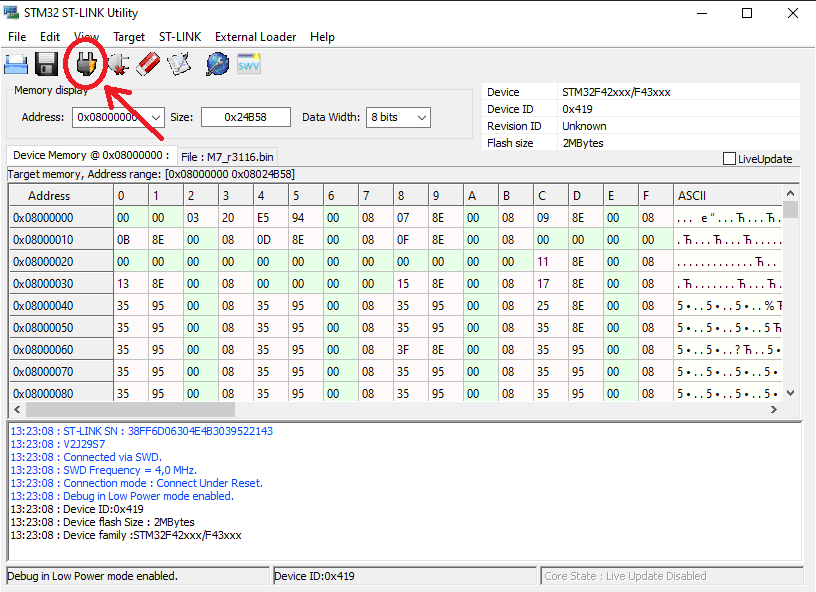 STM32 ST-LINK Utility
File Edit View Target ST-LINK External Loader Help
SWV
Memory display
Address: 0x08000000 Size: 0x24B58 Data Width: 8 bits
Device STM32F42xxx/F43xxx
Device ID 0x419
Revision ID Unknown
Flash size 2MBytes
LiveUpdate
Device Memory @ 0x08000000 : File : M7_r3116.bin
Target memory, Address range: [0x08000000 0x08024B58]
Address 0 1 2 3 4 5 6 7 8 9 A B C D E F ASCII
0x08000000 00 00 03 20 E5 94 00 08 07 8E 00 08 09 8E 00 08 ... е”...Ћ...Ћ.
0x08000010 0B 8E 00 08 0D 8E 00 08 0F 8E 00 08 00 00 00 00 .Ћ...Ћ...Ћ......
0x08000020 00 00 00 00 00 00 00 00 00 00 00 00 11 8E 00 08 .............Ћ..
0x08000030 13 8E 00 08 00 00 00 00 15 8E 00 08 17 8E 00 08 .Ћ.......Ћ...Ћ.
0x08000040 35 95 00 08 35 95 00 08 35 95 00 08 25 8E 00 08 5•..5•..5•..%Ћ
0x08000050 35 95 00 08 35 95 00 08 35 95 00 08 35 8E 00 08 5•..5•..5•..5Ћ
0x08000060 35 95 00 08 35 95 00 08 3F 8E 00 08 35 95 00 08 5•..5•..?Ћ..5•
0x08000070 35 95 00 08 35 95 00 08 35 95 00 08 35 95 00 08 5•..5•..5•..5•.
0x08000080 35 95 00 08 35 95 00 08 35 95 00 08 35 95 00 08 5•..5•..5•..5•.
13:23:08 : ST-LINK SN : 38FF6D06304E4B3039522143
13:23:08 : V2J29S7
13:23:08 : Connected via SWD.
13:23:08 : SWD Frequency = 4,0 MHz.
13:23:08 : Connection mode : Connect Under Reset.
13:23:08 : Debug in Low Power mode enabled.
13:23:08 : Device ID:0x419
13:23:08 : Device flash Size : 2MBytes
13:23:08 : Device family :STM32F42xxx/F43xxx
Debug in Low Power mode enabled. Device ID:0x419 Core State : Live Update Disabled